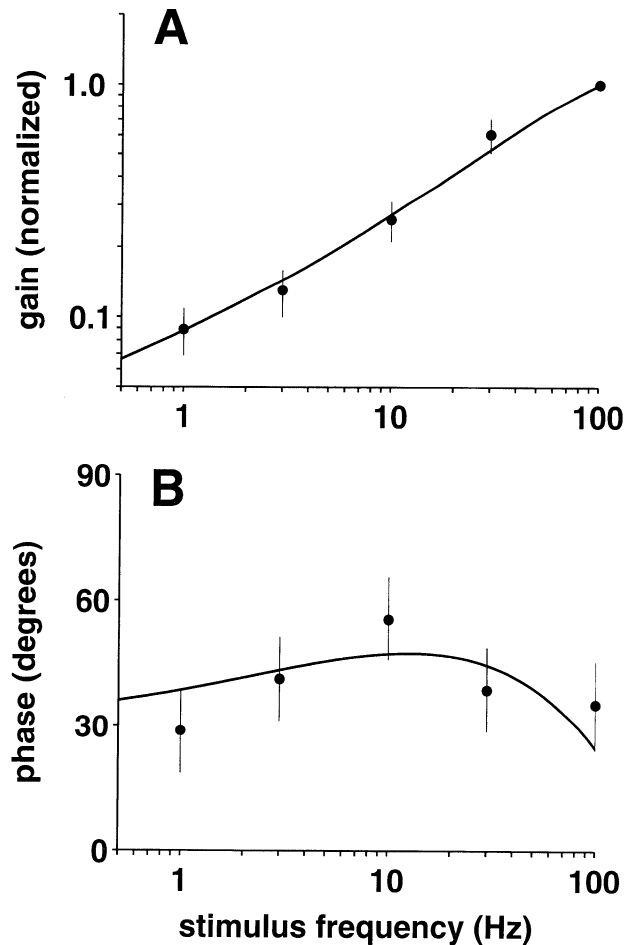 A
gain (normalized)
1.0
0.1
1 10 100
B
phase (degrees)
90
60
30
0
1 10 100
stimulus frequency (Hz)